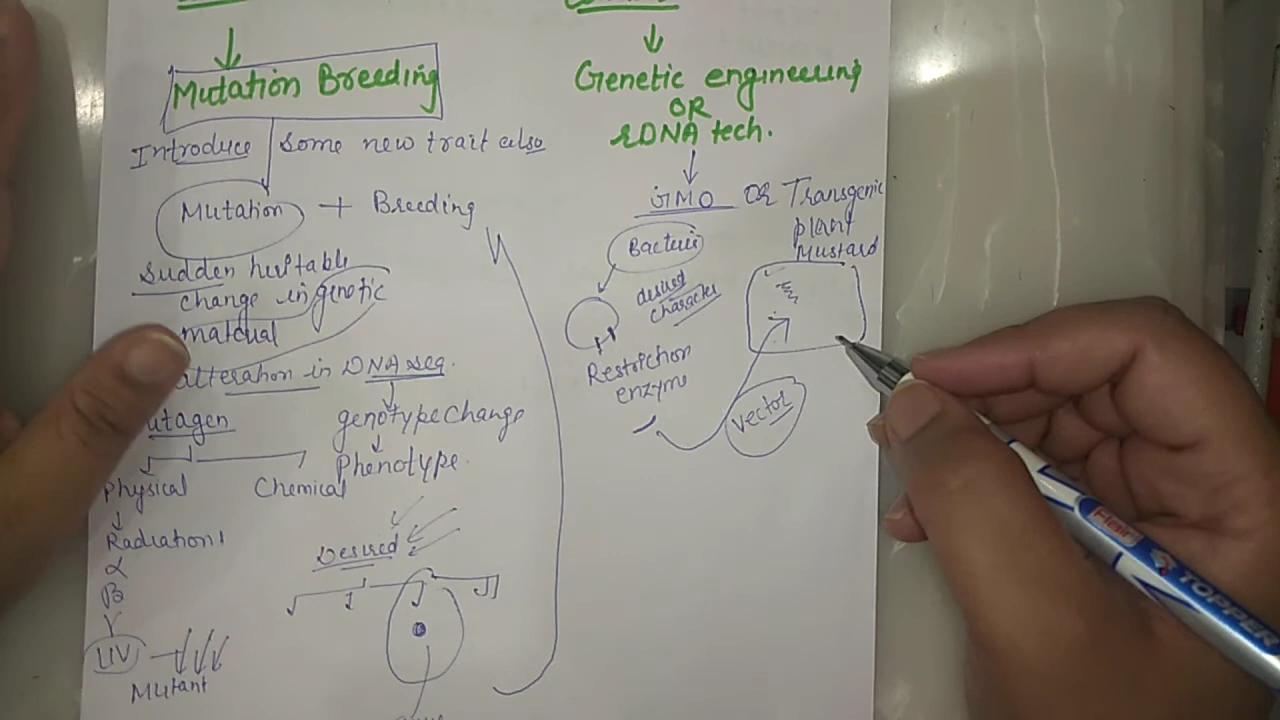 Mutation Breeding
Introduce some new trait also
Mutation + Breeding
Sudden heritable
change in genetic
material
alteration in DNA seq.
utagen
genotype change
Phenotype
Physical
Chemical
Radiation
α
β
γ
UV
Mutant
Desired
Genetic engineering
OR
rDNA tech.
GMO OR Transgenic
plant
Mustard
Bacteria
desired
character
Restriction
enzyme
vector
Flair
TOPPER